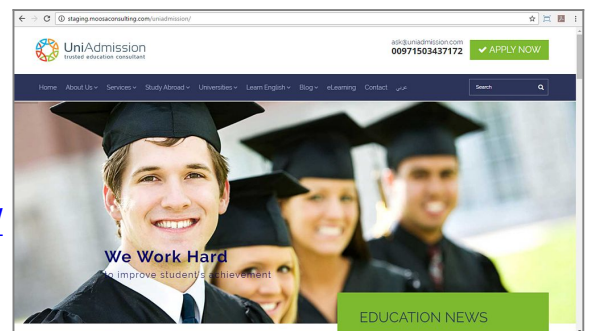 staging.moosaconsulting.com/uniadmission/
UniAdmission
trusted education consultant
ask@uniadmission.com
00971503437172
APPLY NOW
Home About Us Services Study Abroad Universities Learn English Blog eLearning Contact عربي
Search
We Work Hard
to improve student's achievement
EDUCATION NEWS